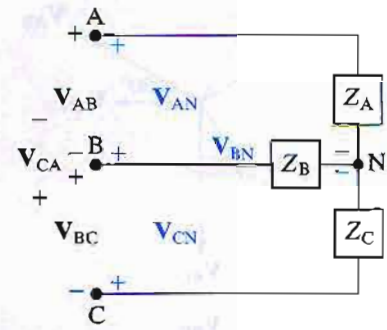 A
+ +
V_AB V_AN Z_A
−
− B + V_BN Z_B − N
V_CA + −
+
V_BC V_CN Z_C
− +
C